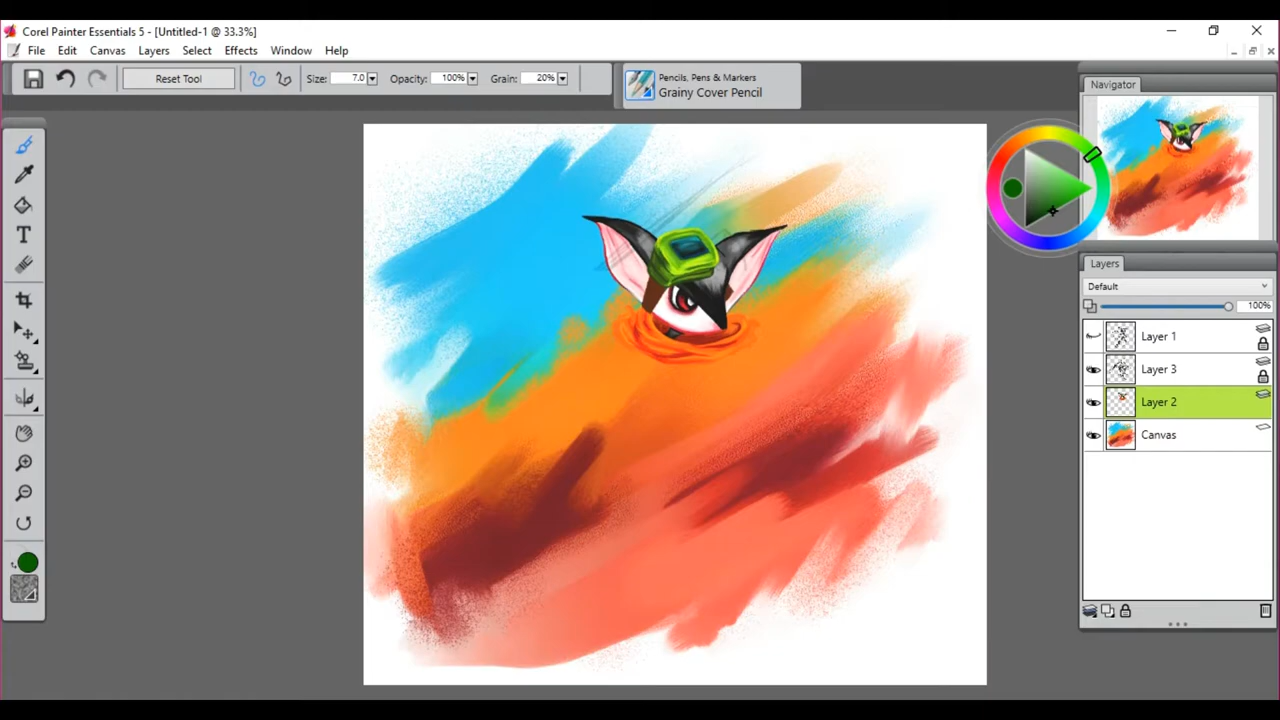 Corel Painter Essentials 5 - [Untitled-1 @ 33.3%]
File Edit Canvas Layers Select Effects Window Help
Reset Tool Size: 7.0 Opacity: 100% Grain: 20%
Pencils, Pens & Markers
Grainy Cover Pencil
Navigator
Layers
Default
100%
Layer 1
Layer 3
Layer 2
Canvas
T